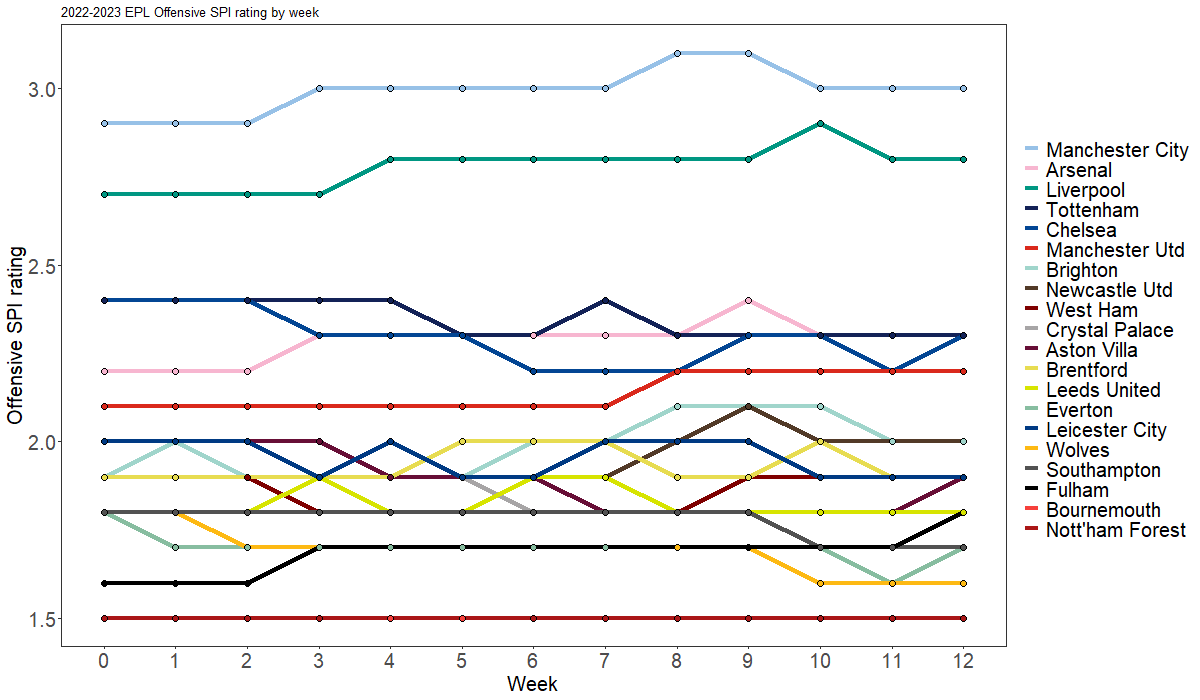 2022-2023 EPL Offensive SPI rating by week
Offensive SPI rating
3.0
2.5
2.0
1.5
0 1 2 3 4 5 6 7 8 9 10 11 12
Week
Manchester City
Arsenal
Liverpool
Tottenham
Chelsea
Manchester Utd
Brighton
Newcastle Utd
West Ham
Crystal Palace
Aston Villa
Brentford
Leeds United
Everton
Leicester City
Wolves
Southampton
Fulham
Bournemouth
Nott'ham Forest